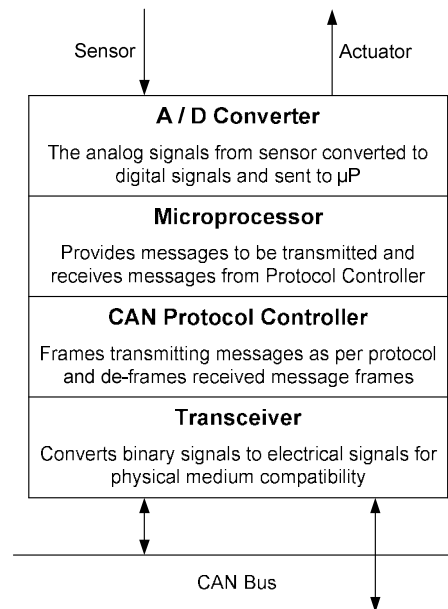 Sensor
Actuator
A / D Converter
The analog signals from sensor converted to
digital signals and sent to µP
Microprocessor
Provides messages to be transmitted and
receives messages from Protocol Controller
CAN Protocol Controller
Frames transmitting messages as per protocol
and de-frames received message frames
Transceiver
Converts binary signals to electrical signals for
physical medium compatibility
CAN Bus